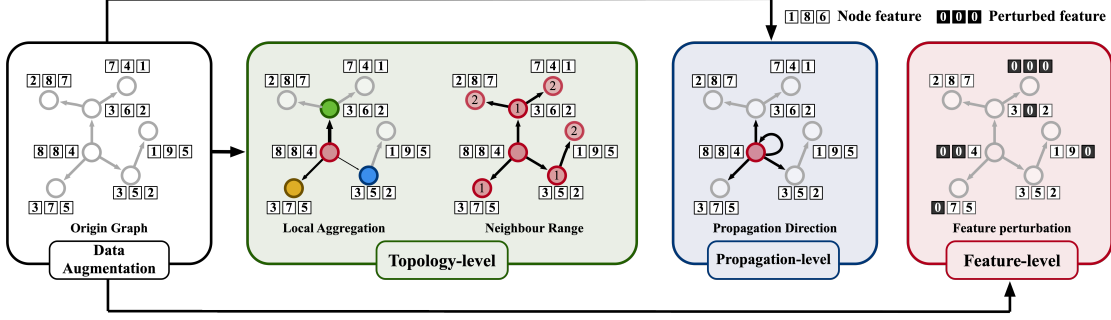 1 8 6 Node feature 0 0 0 Perturbed feature
2 8 7
7 4 1
3 6 2
8 8 4
1 9 5
3 5 2
3 7 5
Origin Graph
Data
Augmentation
2 8 7
7 4 1
3 6 2
8 8 4
1 9 5
3 5 2
3 7 5
Local Aggregation
7 4 1
2 8 7
2
2
1
3 6 2
2
8 8 4
1 9 5
1
1
3 5 2
3 7 5
Neighbour Range
Topology-level
7 4 1
2 8 7
3 6 2
8 8 4
1 9 5
3 5 2
3 7 5
Propagation Direction
Propagation-level
0 0 0
2 8 7
3 0 2
0 0 4
1 9 0
3 5 2
0 7 5
Feature perturbation
Feature-level